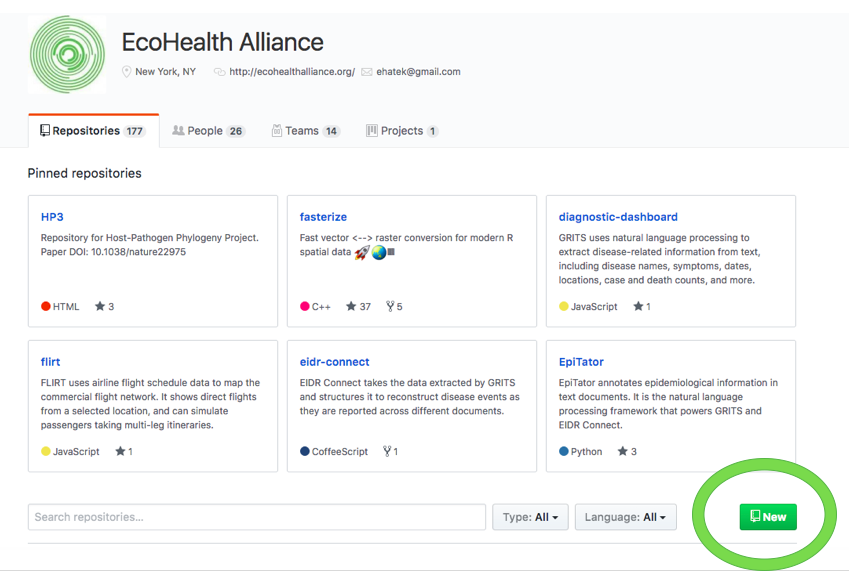 EcoHealth Alliance
New York, NY http://ecohealthalliance.org/ ehatek@gmail.com
Repositories 177 People 26 Teams 14 Projects 1
Pinned repositories
HP3
Repository for Host-Pathogen Phylogeny Project.
Paper DOI: 10.1038/nature22975
HTML 3
fasterize
Fast vector <--> raster conversion for modern R
spatial data 🚀🌏◾
C++ 37 5
diagnostic-dashboard
GRITS uses natural language processing to
extract disease-related information from text,
including disease names, symptoms, dates,
locations, case and death counts, and more.
JavaScript 1
flirt
FLIRT uses airline flight schedule data to map the
commercial flight network. It shows direct flights
from a selected location, and can simulate
passengers taking multi-leg itineraries.
JavaScript 1
eidr-connect
EIDR Connect takes the data extracted by GRITS
and structures it to reconstruct disease events as
they are reported across different documents.
CoffeeScript 1
EpiTator
EpiTator annotates epidemiological information in
text documents. It is the natural language
processing framework that powers GRITS and
EIDR Connect.
Python 3
Search repositories... Type: All Language: All New